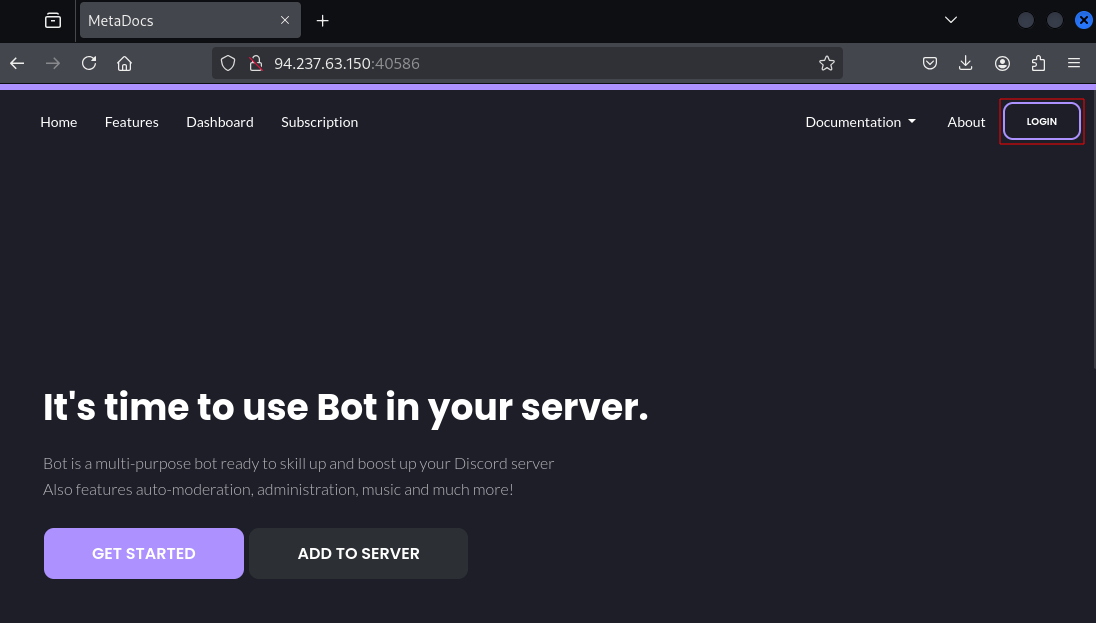 MetaDocs
94.237.63.150:40586
Home Features Dashboard Subscription Documentation About LOGIN
It's time to use Bot in your server.
Bot is a multi-purpose bot ready to skill up and boost up your Discord server
Also features auto-moderation, administration, music and much more!
GET STARTED ADD TO SERVER